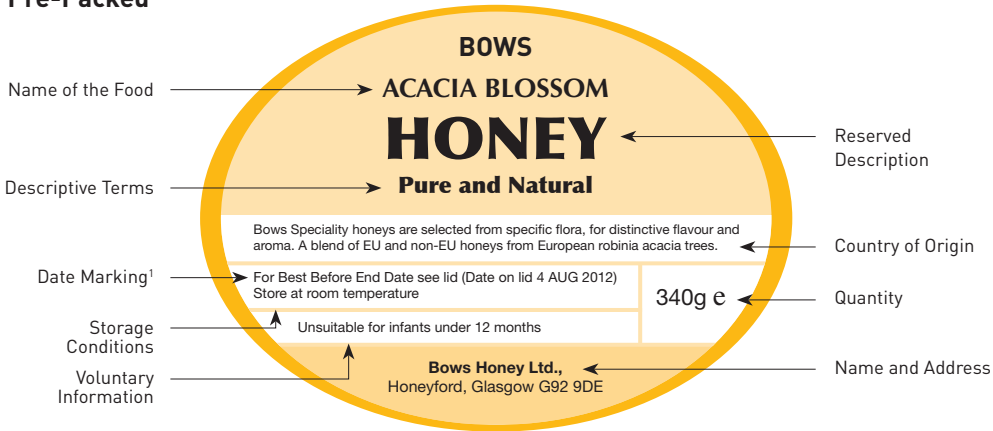 Pre-Packed
BOWS
Name of the Food
ACACIA BLOSSOM
HONEY
Reserved
Description
Descriptive Terms
Pure and Natural
Bows Speciality honeys are selected from specific flora, for distinctive flavour and
aroma. A blend of EU and non-EU honeys from European robinia acacia trees.
Country of Origin
Date Marking¹
For Best Before End Date see lid (Date on lid 4 AUG 2012)
Store at room temperature
340g e
Quantity
Storage
Conditions
Unsuitable for infants under 12 months
Voluntary
Information
Bows Honey Ltd.,
Honeyford, Glasgow G92 9DE
Name and Address